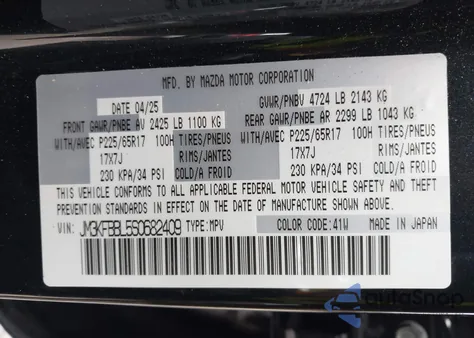 MFD. BY MAZDA MOTOR CORPORATION
DATE 04/25 GVWR/PNBV 4724 LB 2143 KG
FRONT GAWR/PNBE AV 2425 LB 1100 KG REAR GAWR/PNBE AR 2299 LB 1043 KG
WITH/AVEC P225/65R17 100H TIRES/PNEUS WITH/AVEC P225/65R17 100H TIRES/PNEUS
17X7J RIMS/JANTES 17X7J RIMS/JANTES
230 KPA/34 PSI COLD/A FROID 230 KPA/34 PSI COLD/A FROID
THIS VEHICLE CONFORMS TO ALL APPLICABLE FEDERAL MOTOR VEHICLE SAFETY AND THEFT
PREVENTION STANDARDS IN EFFECT ON THE DATE OF MANUFACTURE SHOWN ABOVE.
VIN: JM3KFBBL5S0682409 TYPE:MPV COLOR CODE:41W MADE IN JAPAN
autoSnap